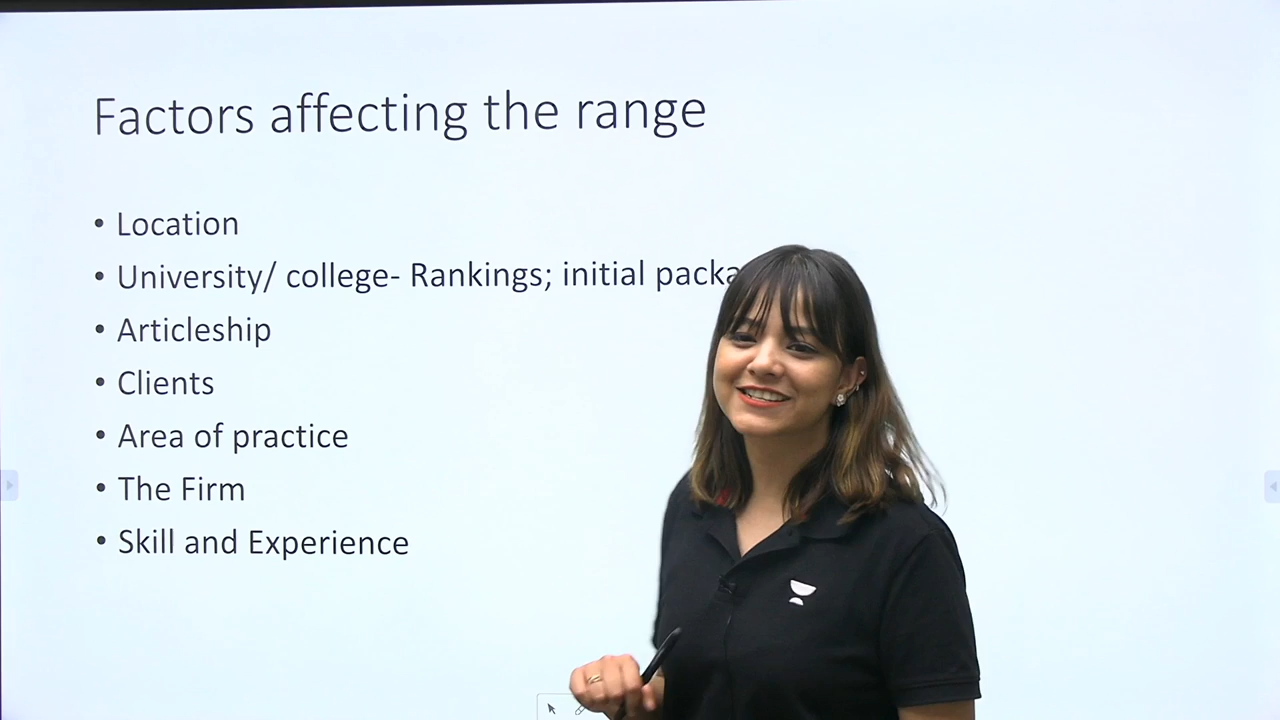 Factors affecting the range
• Location
• University/ college- Rankings; initial
• Articleship
• Clients
• Area of practice
• The Firm
• Skill and Experience